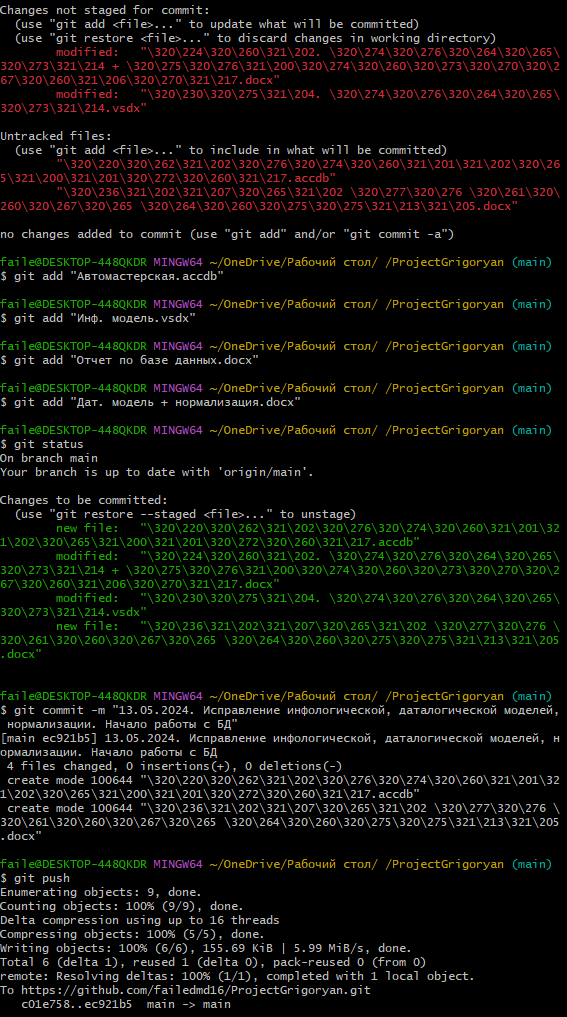 Changes not staged for commit:
  (use "git add <file>..." to update what will be committed)
  (use "git restore <file>..." to discard changes in working directory)
        modified:   "\320\224\320\260\321\202. \320\274\320\276\320\264\320\265\
320\273\321\214 + \320\275\320\276\321\200\320\274\320\260\320\273\320\270\320\2
67\320\260\321\206\320\270\321\217.docx"
        modified:   "\320\230\320\275\321\204. \320\274\320\276\320\264\320\265\
320\273\321\214.vsdx"

Untracked files:
  (use "git add <file>..." to include in what will be committed)
        "\320\220\320\262\321\202\320\276\320\274\320\260\321\201\321\202\320\26
5\321\200\321\201\320\272\320\260\321\217.accdb"
        "\320\236\321\202\321\207\320\265\321\202 \320\277\320\276 \320\261\320\
260\320\267\320\265 \320\264\320\260\320\275\320\275\321\213\321\205.docx"

no changes added to commit (use "git add" and/or "git commit -a")

faile@DESKTOP-448QKDR MINGW64 ~/OneDrive/Рабочий стол/ /ProjectGrigoryan (main)
$ git add "Автомастерская.accdb"

faile@DESKTOP-448QKDR MINGW64 ~/OneDrive/Рабочий стол/ /ProjectGrigoryan (main)
$ git add "Инф. модель.vsdx"

faile@DESKTOP-448QKDR MINGW64 ~/OneDrive/Рабочий стол/ /ProjectGrigoryan (main)
$ git add "Отчет по базе данных.docx"

faile@DESKTOP-448QKDR MINGW64 ~/OneDrive/Рабочий стол/ /ProjectGrigoryan (main)
$ git add "Дат. модель + нормализация.docx"

faile@DESKTOP-448QKDR MINGW64 ~/OneDrive/Рабочий стол/ /ProjectGrigoryan (main)
$ git status
On branch main
Your branch is up to date with 'origin/main'.

Changes to be committed:
  (use "git restore --staged <file>..." to unstage)
        new file:   "\320\220\320\262\321\202\320\276\320\274\320\260\321\201\32
1\202\320\265\321\200\321\201\320\272\320\260\321\217.accdb"
        modified:   "\320\224\320\260\321\202. \320\274\320\276\320\264\320\265\
320\273\321\214 + \320\275\320\276\321\200\320\274\320\260\320\273\320\270\320\2
67\320\260\321\206\320\270\321\217.docx"
        modified:   "\320\230\320\275\321\204. \320\274\320\276\320\264\320\265\
320\273\321\214.vsdx"
        new file:   "\320\236\321\202\321\207\320\265\321\202 \320\277\320\276 \
320\261\320\260\320\267\320\265 \320\264\320\260\320\275\320\275\321\213\321\205
.docx"

faile@DESKTOP-448QKDR MINGW64 ~/OneDrive/Рабочий стол/ /ProjectGrigoryan (main)
$ git commit -m "13.05.2024. Исправление инфологической, даталогической моделей,
 нормализации. Начало работы с БД"
[main ec921b5] 13.05.2024. Исправление инфологической, даталогической моделей, н
ормализации. Начало работы с БД
 4 files changed, 0 insertions(+), 0 deletions(-)
 create mode 100644 "\320\220\320\262\321\202\320\276\320\274\320\260\321\201\32
1\202\320\265\321\200\321\201\320\272\320\260\321\217.accdb"
 create mode 100644 "\320\236\321\202\321\207\320\265\321\202 \320\277\320\276 \
320\261\320\260\320\267\320\265 \320\264\320\260\320\275\320\275\321\213\321\205
.docx"

faile@DESKTOP-448QKDR MINGW64 ~/OneDrive/Рабочий стол/ /ProjectGrigoryan (main)
$ git push
Enumerating objects: 9, done.
Counting objects: 100% (9/9), done.
Delta compression using up to 16 threads
Compressing objects: 100% (5/5), done.
Writing objects: 100% (6/6), 155.69 KiB | 5.99 MiB/s, done.
Total 6 (delta 1), reused 1 (delta 0), pack-reused 0 (from 0)
remote: Resolving deltas: 100% (1/1), completed with 1 local object.
To https://github.com/failedmd16/ProjectGrigoryan.git
   c01e758..ec921b5  main -> main